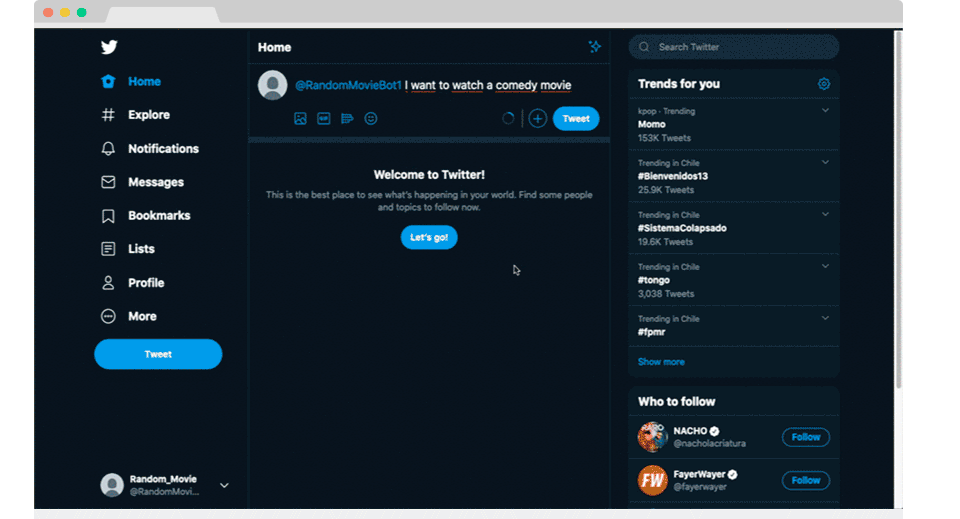 Home
Explore
Notifications
Messages
Bookmarks
Lists
Profile
More
Tweet
Random_Movie
@RandomMovi...
Home
@RandomMovieBot1 I want to watch a comedy movie
GIF
Tweet
Welcome to Twitter!
This is the best place to see what's happening in your world. Find some people
and topics to follow now.
Let's go!
Search Twitter
Trends for you
kpop · Trending
Momo
153K Tweets
Trending in Chile
#Bienvenidos13
25.9K Tweets
Trending in Chile
#SistemaColapsado
19.6K Tweets
Trending in Chile
#tongo
3,038 Tweets
Trending in Chile
#fpmr
Show more
Who to follow
NACHO
@nacholacriatura
Follow
FW
FayerWayer
@fayerwayer
Follow